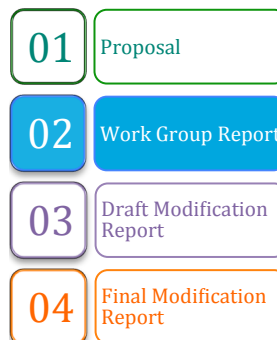 01
Proposal
02
Work Group Report
03
Draft Modification
Report
04
Final Modification
Report